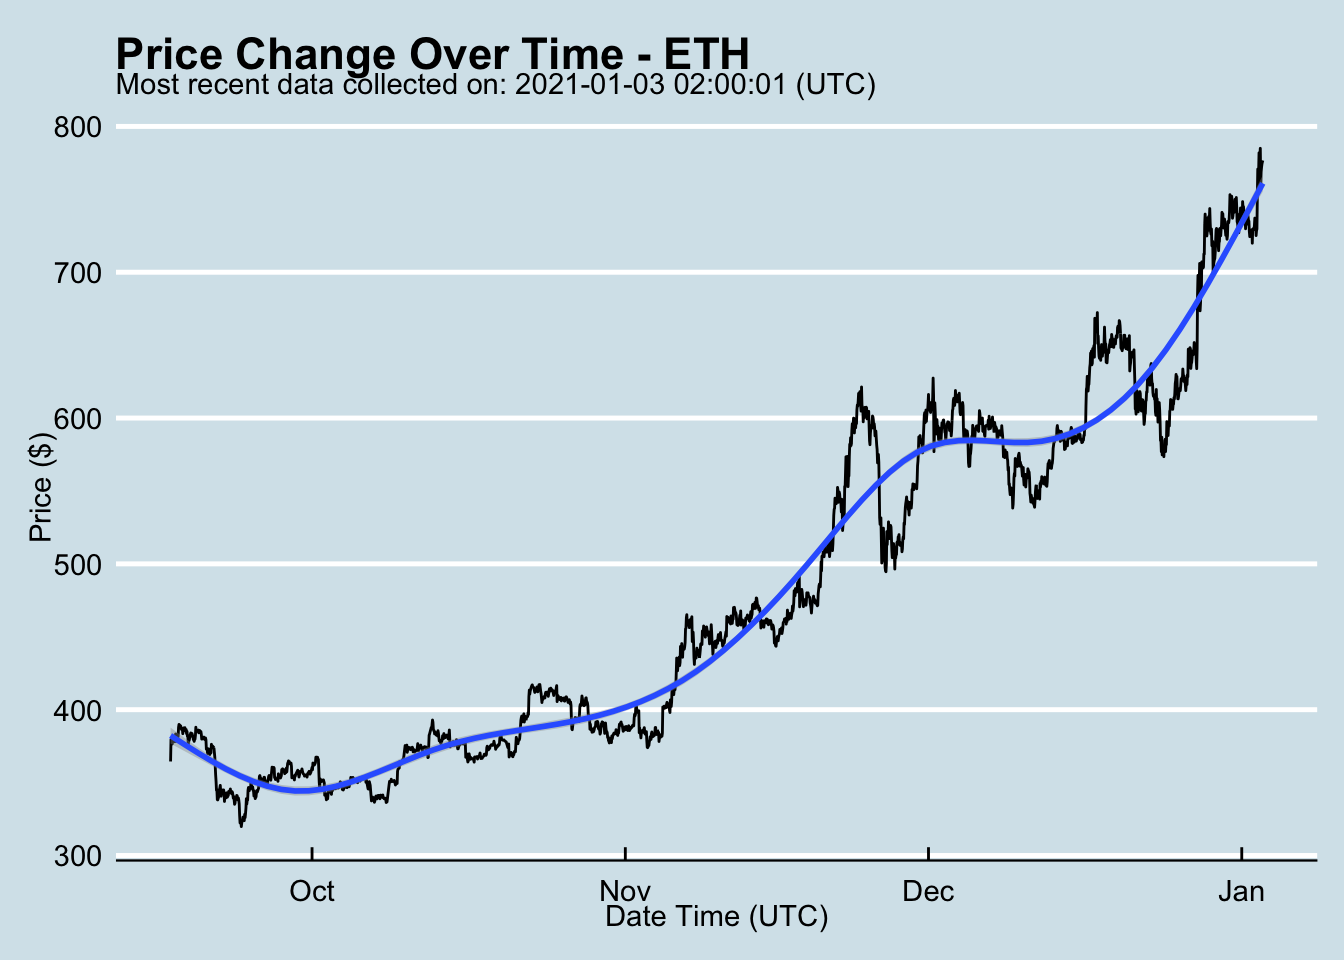 Price Change Over Time - ETH
Most recent data collected on: 2021-01-03 02:00:01 (UTC)
800
700
600
500
400
300
Price ($)
Oct Nov Dec Jan
Date Time (UTC)